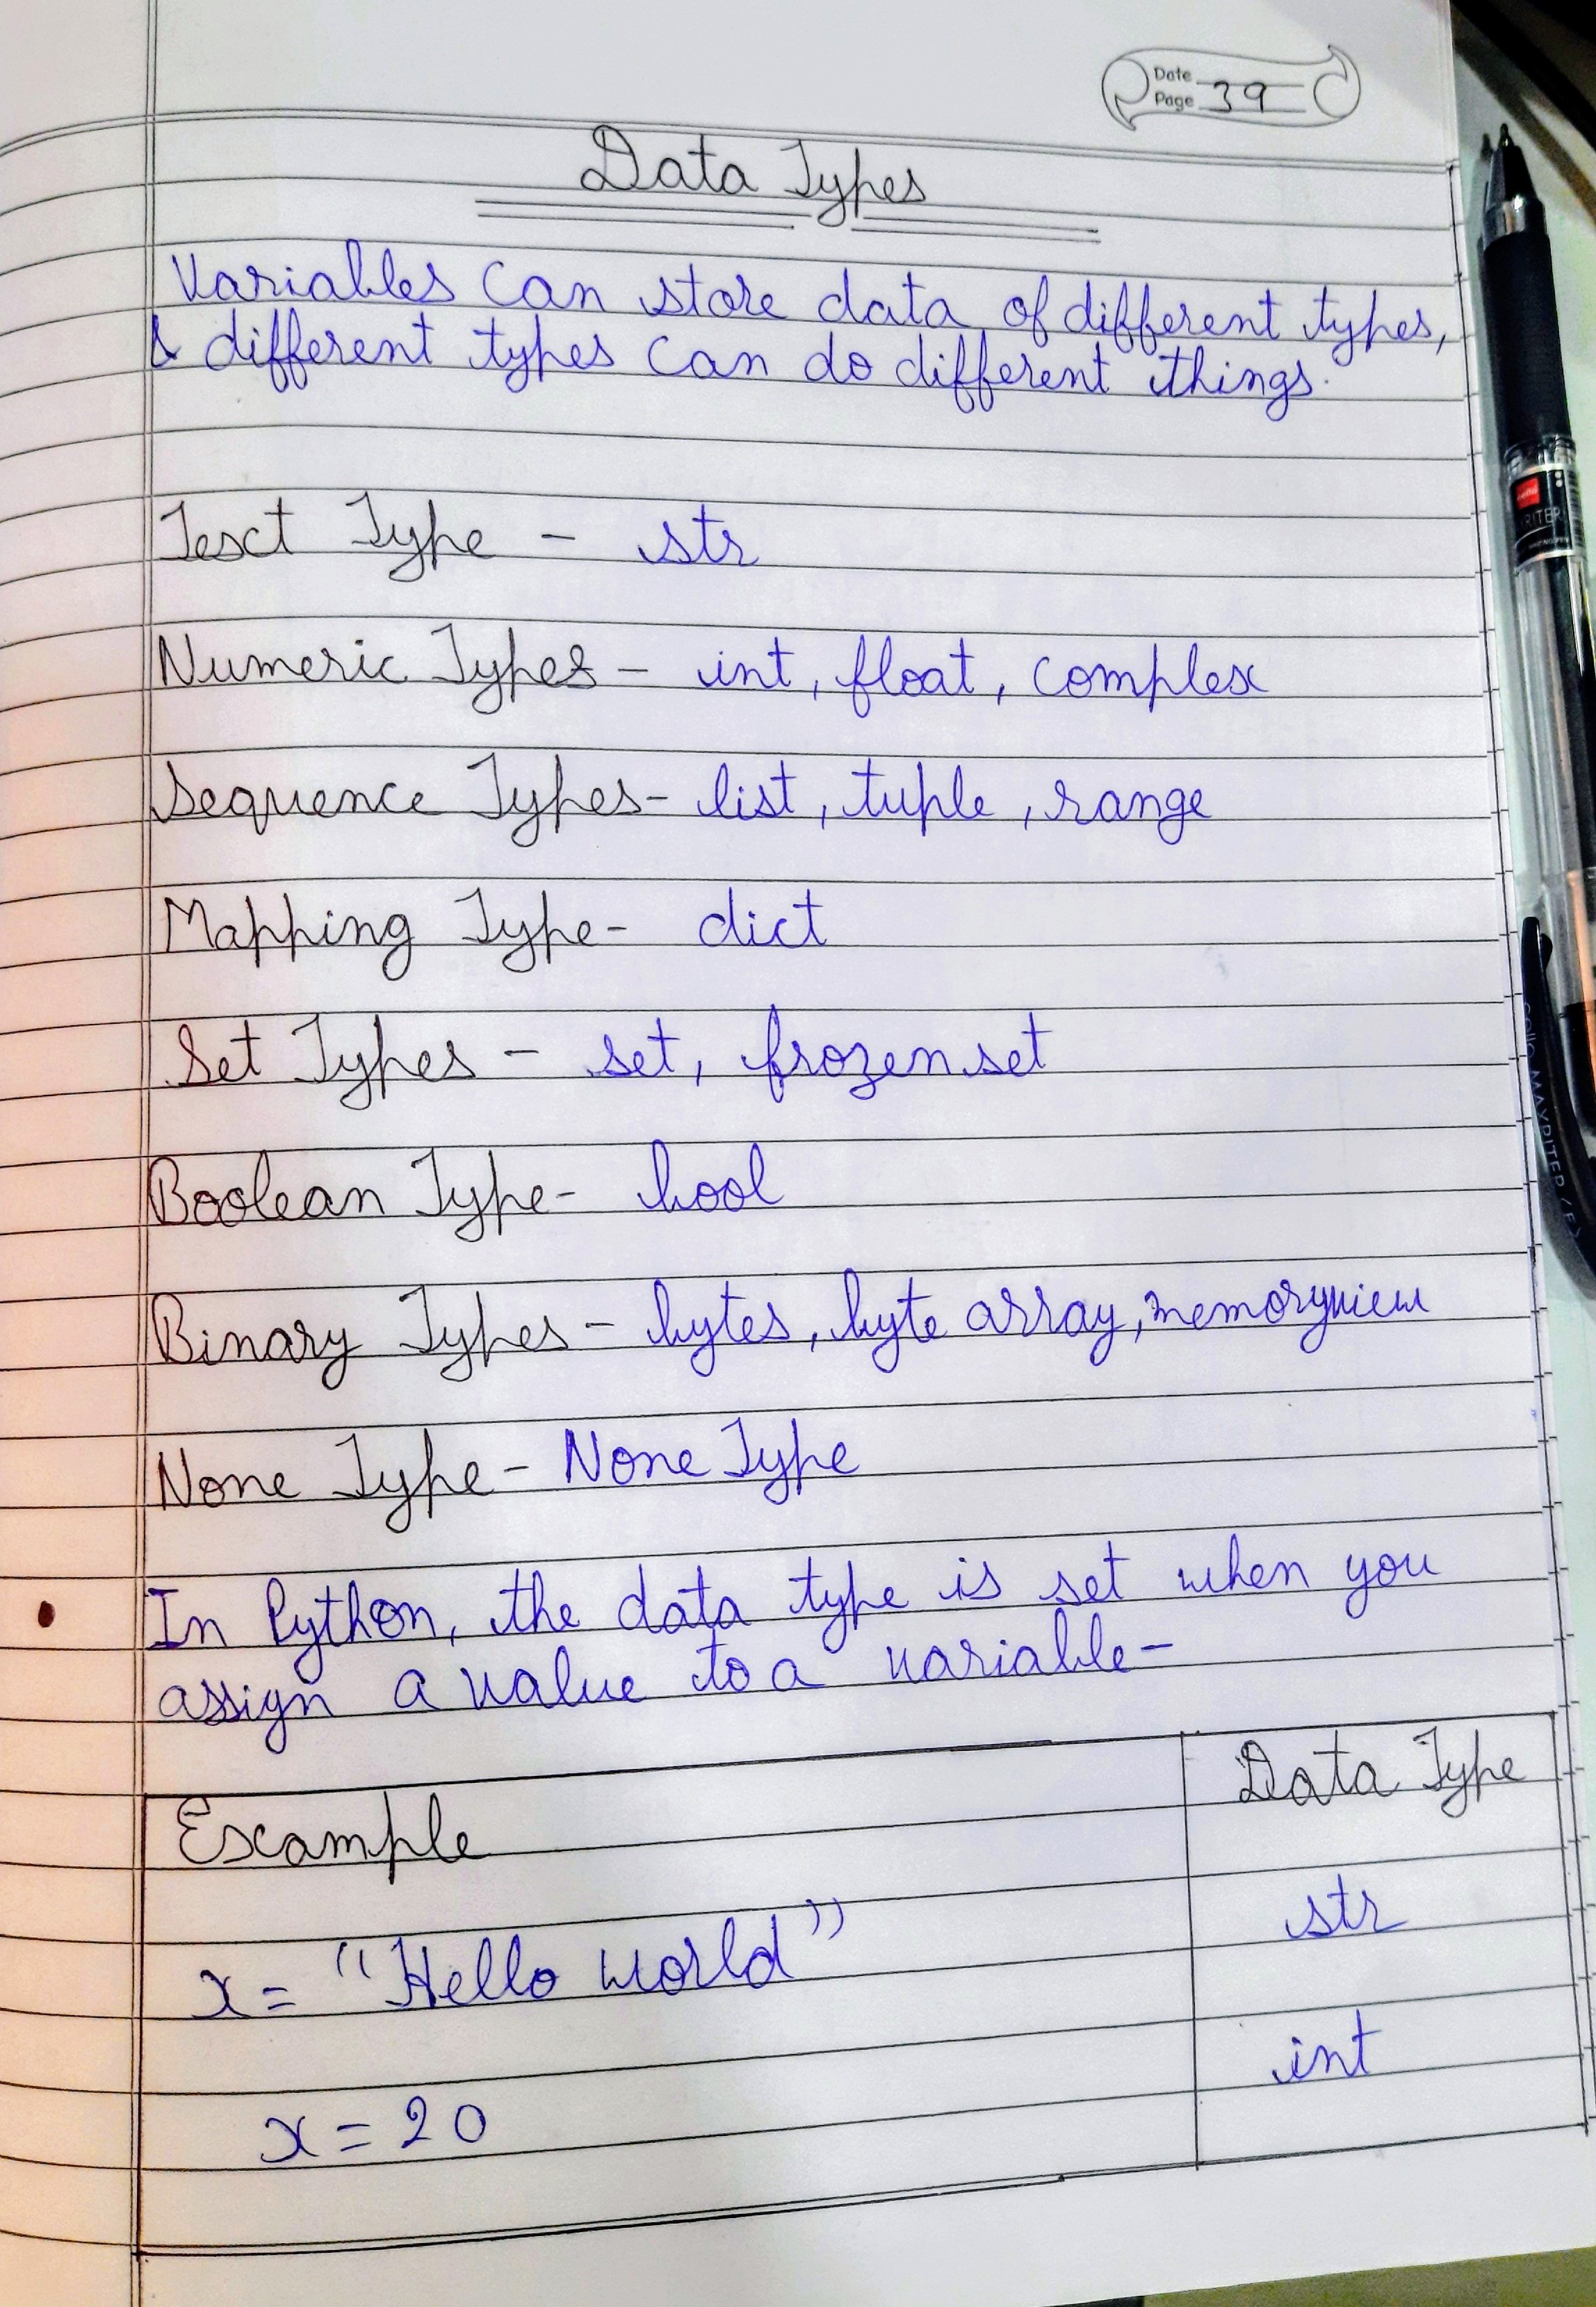 Date
Page 39
Data Types
Variables can store data of different types,
& different types can do different things.
Text Type - str
Numeric Types - int, float, complex
Sequence Types - list, tuple, range
Mapping Type - dict
Set Types - set, frozenset
Boolean Type - bool
Binary Types - bytes, byte array, memoryview
None Type - None Type
• In Python, the data type is set when you
assign a value to a variable -
Example Data Type
x = "Hello world" str
x = 20 int